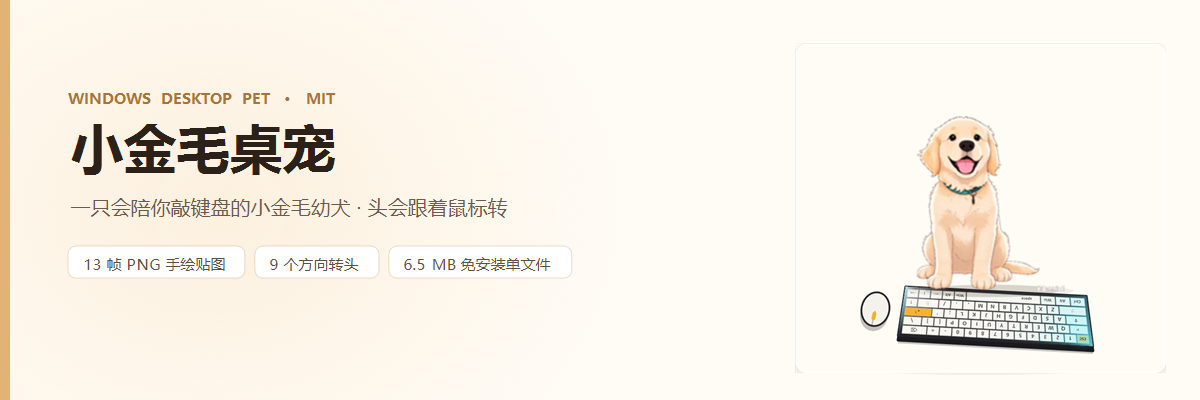 WINDOWS DESKTOP PET · MIT
小金毛桌宠
一只会陪你敲键盘的小金毛幼犬 · 头会跟着鼠标转
13 帧 PNG 手绘贴图
9 个方向转头
6.5 MB 免安装单文件